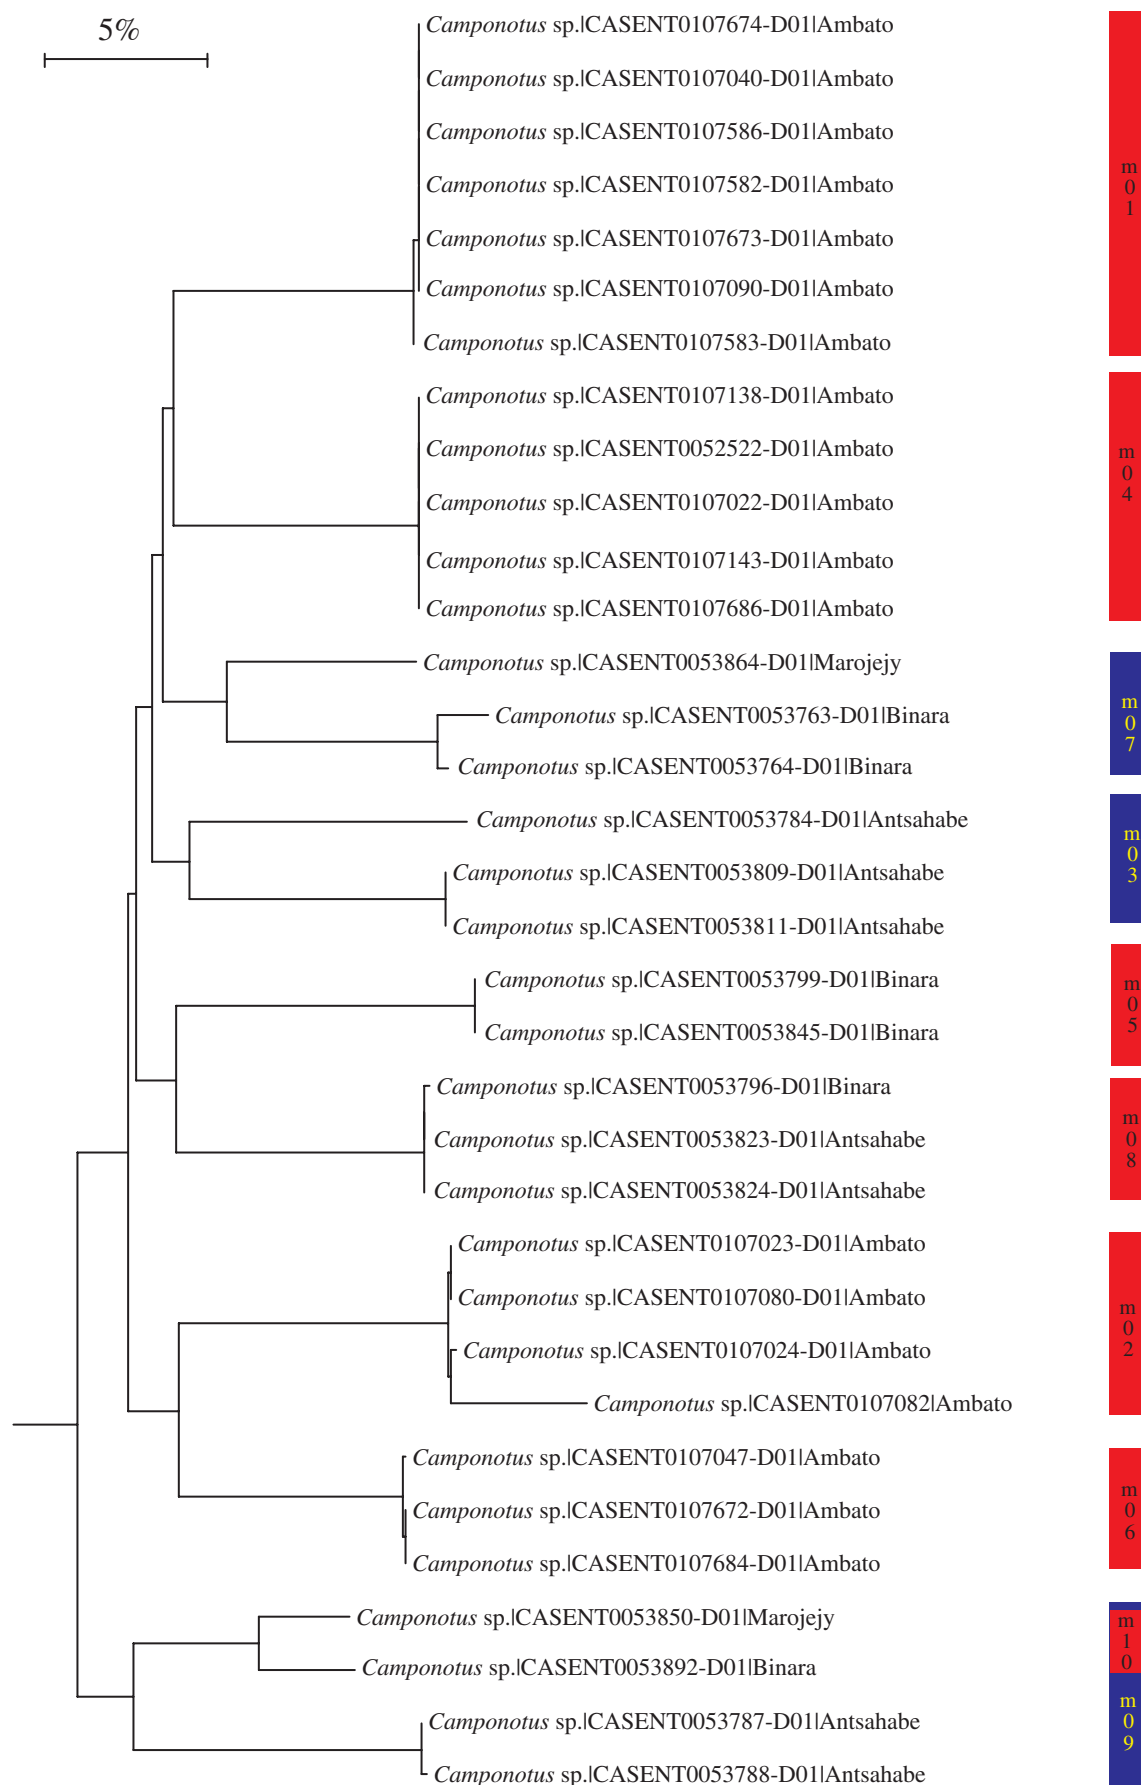 5%
Camponotus sp.|CASENT0107674-D01|Ambato
Camponotus sp.|CASENT0107040-D01|Ambato
Camponotus sp.|CASENT0107586-D01|Ambato
Camponotus sp.|CASENT0107582-D01|Ambato
Camponotus sp.|CASENT0107673-D01|Ambato
Camponotus sp.|CASENT0107090-D01|Ambato
Camponotus sp.|CASENT0107583-D01|Ambato
m01
Camponotus sp.|CASENT0107138-D01|Ambato
Camponotus sp.|CASENT0052522-D01|Ambato
Camponotus sp.|CASENT0107022-D01|Ambato
Camponotus sp.|CASENT0107143-D01|Ambato
Camponotus sp.|CASENT0107686-D01|Ambato
m04
Camponotus sp.|CASENT0053864-D01|Marojejy
Camponotus sp.|CASENT0053763-D01|Binara
Camponotus sp.|CASENT0053764-D01|Binara
m07
Camponotus sp.|CASENT0053784-D01|Antsahabe
Camponotus sp.|CASENT0053809-D01|Antsahabe
Camponotus sp.|CASENT0053811-D01|Antsahabe
m03
Camponotus sp.|CASENT0053799-D01|Binara
Camponotus sp.|CASENT0053845-D01|Binara
m05
Camponotus sp.|CASENT0053796-D01|Binara
Camponotus sp.|CASENT0053823-D01|Antsahabe
Camponotus sp.|CASENT0053824-D01|Antsahabe
m08
Camponotus sp.|CASENT0107023-D01|Ambato
Camponotus sp.|CASENT0107080-D01|Ambato
Camponotus sp.|CASENT0107024-D01|Ambato
Camponotus sp.|CASENT0107082|Ambato
m02
Camponotus sp.|CASENT0107047-D01|Ambato
Camponotus sp.|CASENT0107672-D01|Ambato
Camponotus sp.|CASENT0107684-D01|Ambato
m06
Camponotus sp.|CASENT0053850-D01|Marojejy
Camponotus sp.|CASENT0053892-D01|Binara
m10
Camponotus sp.|CASENT0053787-D01|Antsahabe
Camponotus sp.|CASENT0053788-D01|Antsahabe
m09